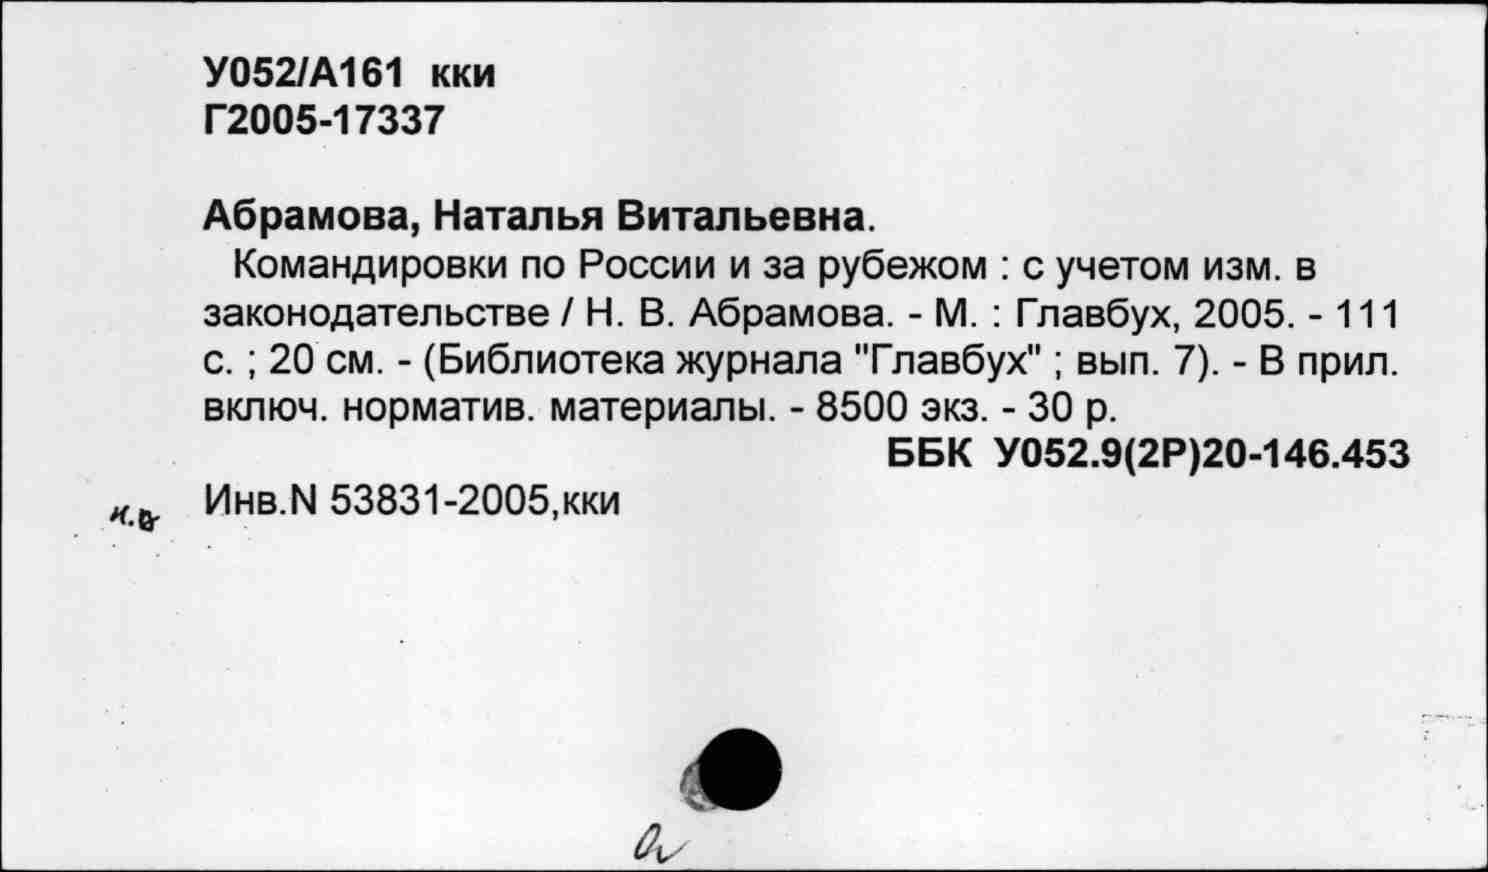 У052/А161 кки
Г2005-17337
Абрамова, Наталья Витальевна.
Командировки по России и за рубежом : с учетом изм. в
законодательстве / Н. В. Абрамова. - М. : Главбух, 2005. - 111
с. ; 20 см. - (Библиотека журнала "Главбух" ; вып. 7). - В прил.
включ. норматив. материалы. - 8500 экз. - 30 р.
ББК У052.9(2Р)20-146.453
Инв.N 53831-2005,кки